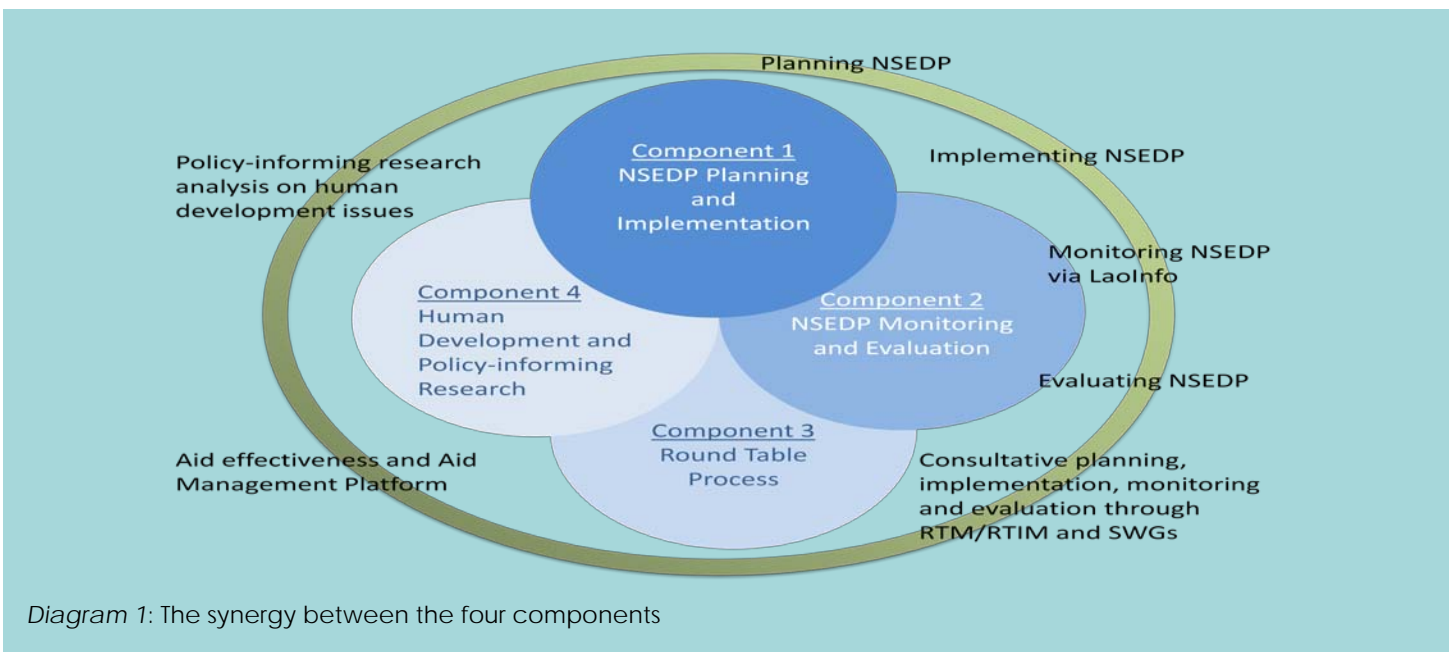 Planning NSEDP
Component 1
NSEDP Planning
and
Implementation
Implementing NSEDP
Policy-informing research
analysis on human
development issues
Monitoring NSEDP
via LaoInfo
Component 4
Human
Development and
Policy-informing
Research
Component 2
NSEDP Monitoring
and Evaluation
Evaluating NSEDP
Component 3
Round Table
Process
Aid effectiveness and Aid
Management Platform
Consultative planning,
implementation, monitoring
and evaluation through
RTM/RTIM and SWGs
Diagram 1: The synergy between the four components